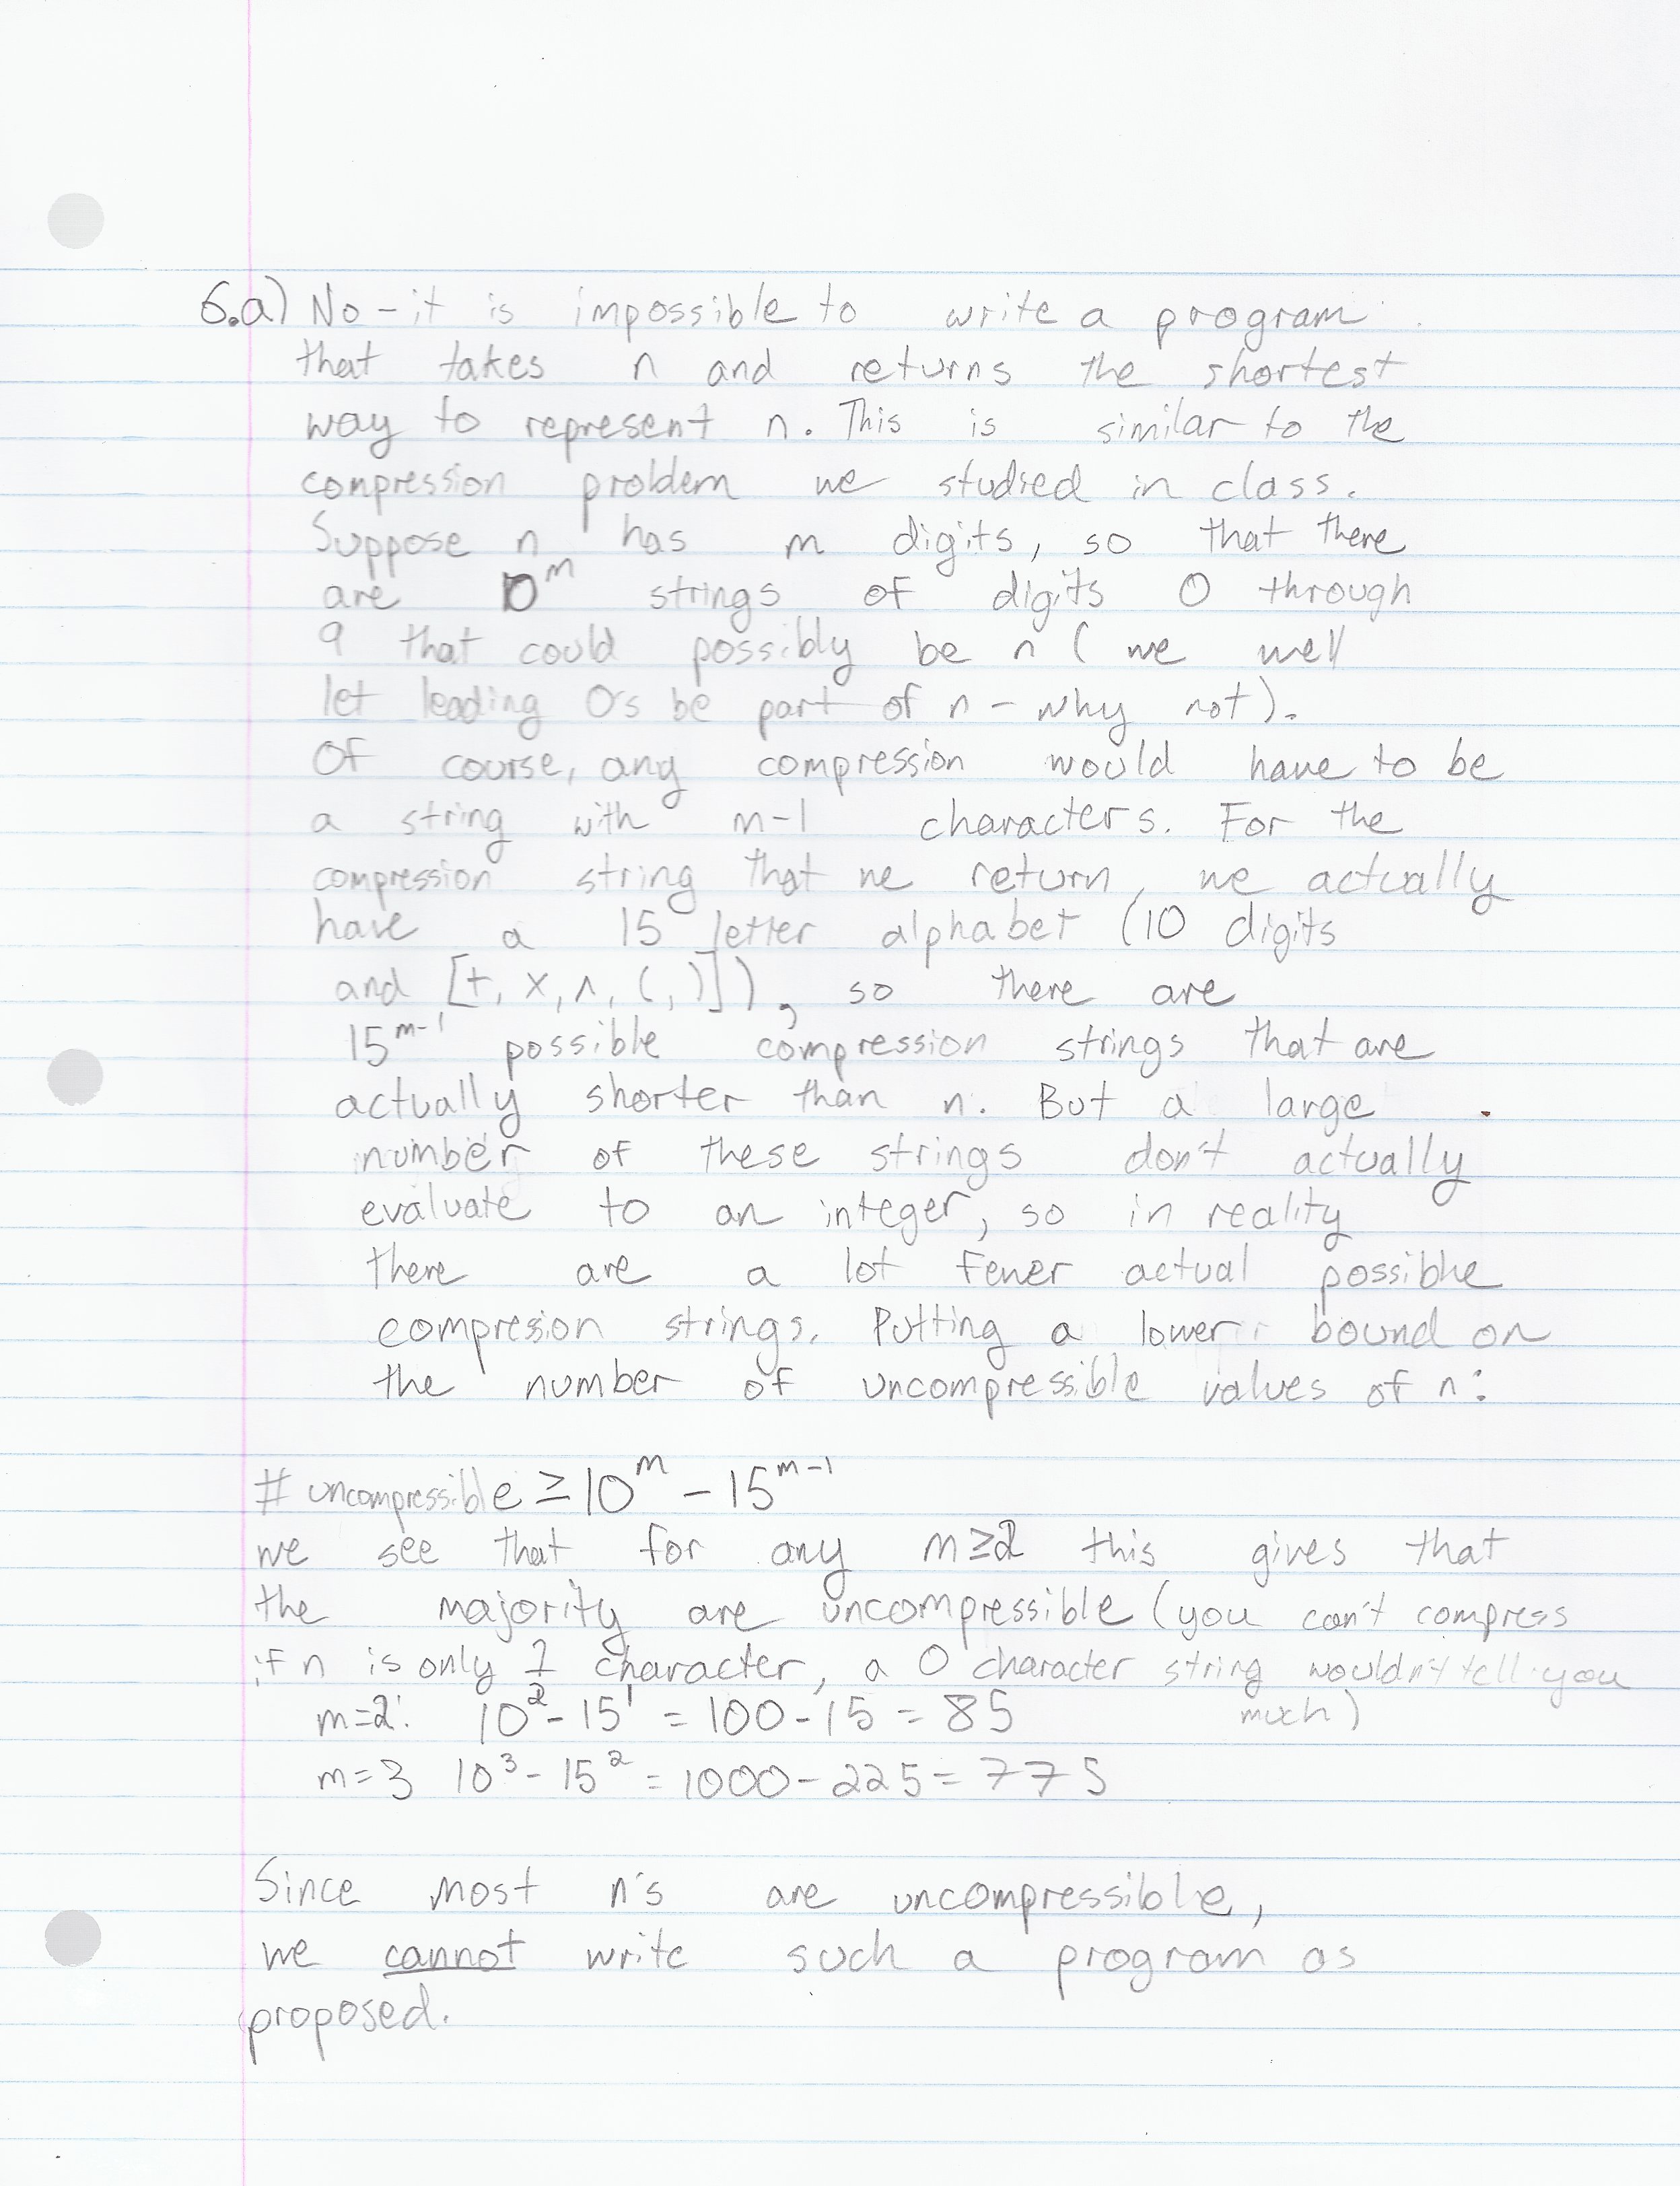 6.a) No - it is impossible to write a program
that takes n and returns the shortest
way to represent n. This is similar to the
compression problem we studied in class.
Suppose n has m digits, so that there
are 10^m strings of digits 0 through
9 that could possibly be n (we well
let leading 0's be part of n - why not).
Of course, any compression would have to be
a string with m-1 characters. For the
compression string that we return, we actually
have a 15 letter alphabet (10 digits
and [+, x, ^, (, )]), so there are
15^m-1 possible compression strings that are
actually shorter than n. But a large
number of these strings don't actually
evaluate to an integer, so in reality
there are a lot fewer actual possible
compresion strings. Putting a lower bound on
the number of uncompressible values of n:
# uncompressible ≥ 10^m - 15^m-1
we see that for any m≥2 this gives that
the majority are uncompressible (you can't compress
if n is only 1 character, a 0 character string wouldn't tell you
much)
m=2: 10^2 - 15^1 = 100 - 15 = 85
m=3 10^3 - 15^2 = 1000 - 225 = 775
Since most n's are uncompressible,
we cannot write such a program as
proposed.